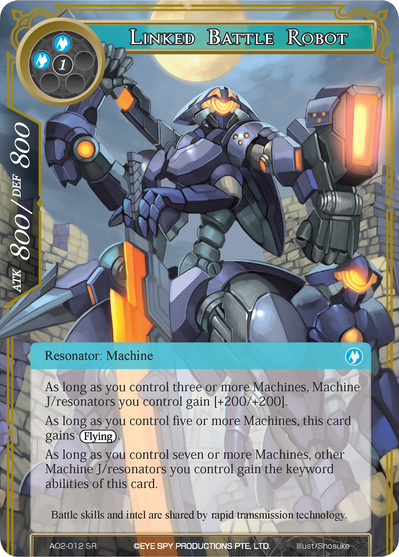 LINKED BATTLE ROBOT
1
ATK 800/DEF 800
Resonator: Machine
As long as you control three or more Machines, Machine
J/resonators you control gain [+200/+200].
As long as you control five or more Machines, this card
gains Flying.
As long as you control seven or more Machines, other
Machine J/resonators you control gain the keyword
abilities of this card.
Battle skills and intel are shared by rapid transmission technology.
A02-012 SR ©EYE SPY PRODUCTIONS PTE. LTD. Illust/Shosuke